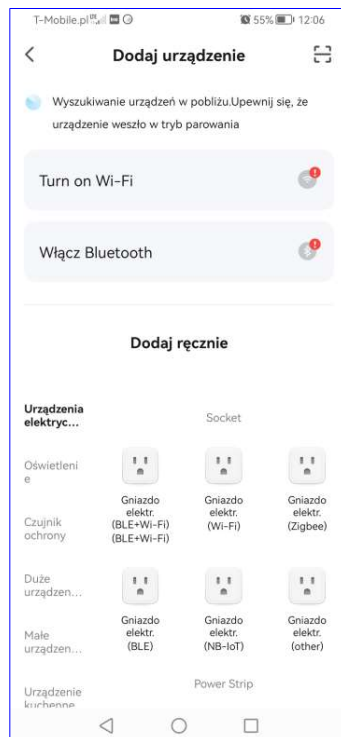 T-Mobile.pl 55% 12:06
Dodaj urządzenie
Wyszukiwanie urządzeń w pobliżu.Upewnij się, że
urządzenie weszło w tryb parowania
Turn on Wi-Fi
Włącz Bluetooth
Dodaj ręcznie
Urządzenia
elektryc...
Socket
Oświetleni
e
Gniazdo
elektr.
(BLE+Wi-Fi)
(BLE+Wi-Fi)
Gniazdo
elektr.
(Wi-Fi)
Gniazdo
elektr.
(Zigbee)
Czujnik
ochrony
Duże
urządzen...
Gniazdo
elektr.
(BLE)
Gniazdo
elektr.
(NB-IoT)
Gniazdo
elektr.
(other)
Małe
urządzen...
Power Strip
Urządzenie
kuchenne